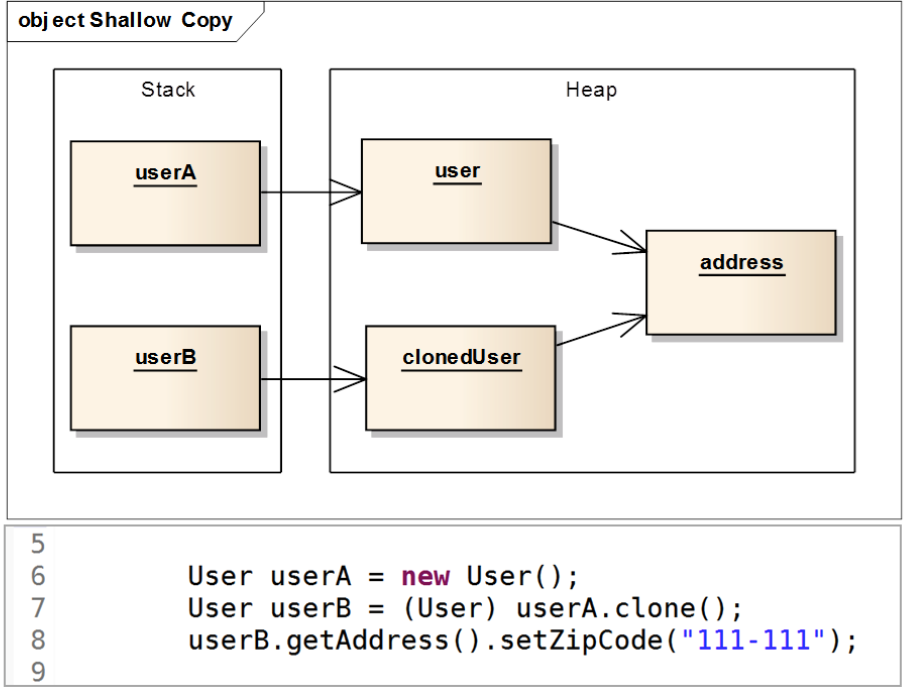 object Shallow Copy
Stack
Heap
userA
user
address
userB
clonedUser
5
6 User userA = new User();
7 User userB = (User) userA.clone();
8 userB.getAddress().setZipCode("111-111");
9